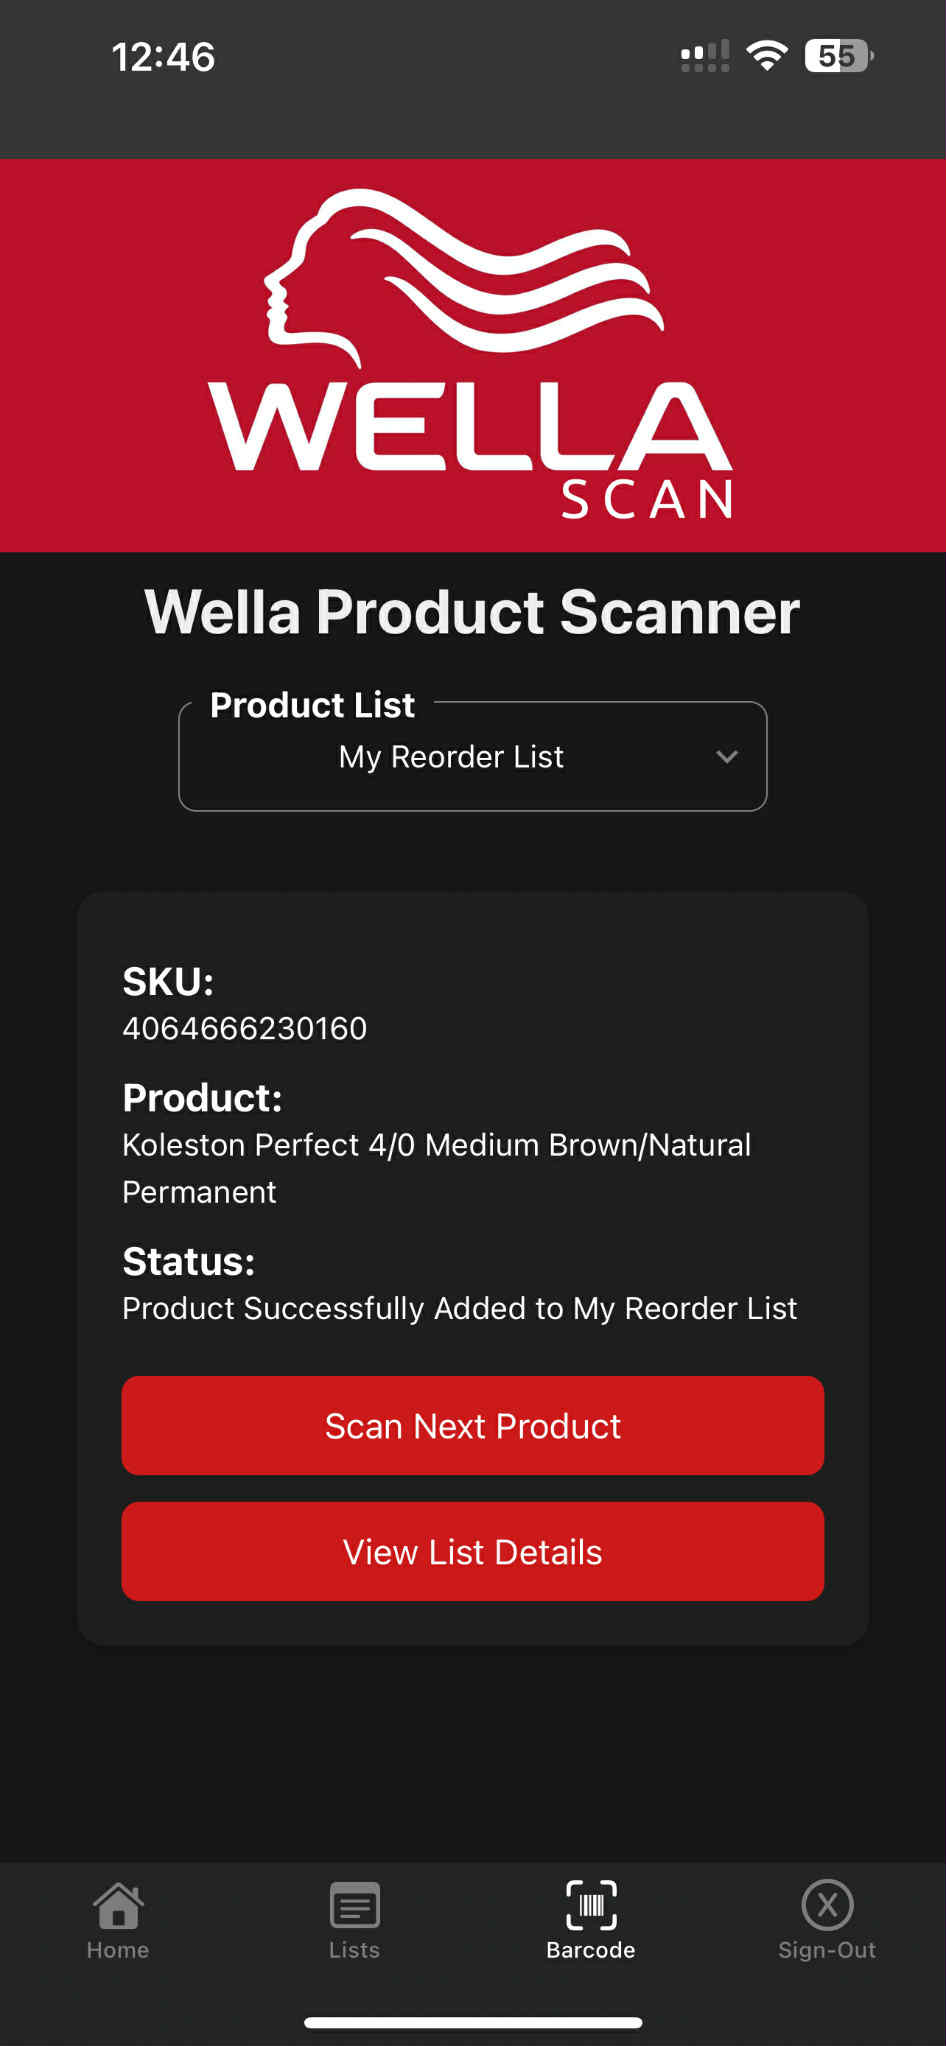 12:46
55
WELLA
SCAN
Wella Product Scanner
Product List
My Reorder List
SKU:
4064666230160
Product:
Koleston Perfect 4/0 Medium Brown/Natural
Permanent
Status:
Product Successfully Added to My Reorder List
Scan Next Product
View List Details
Home
Lists
Barcode
Sign-Out